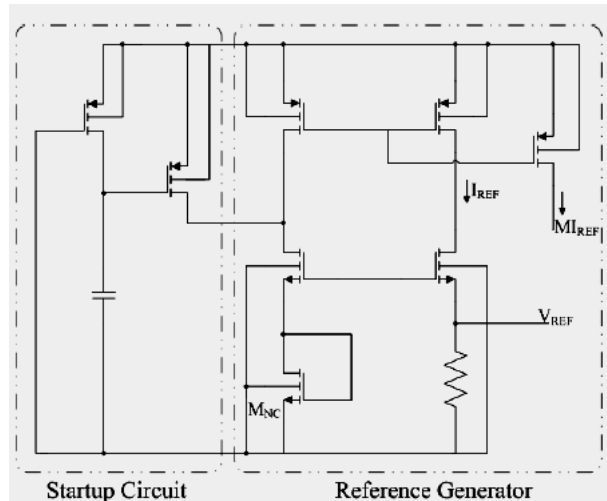 I_REF
MI_REF
V_REF
M_NC
Startup Circuit
Reference Generator